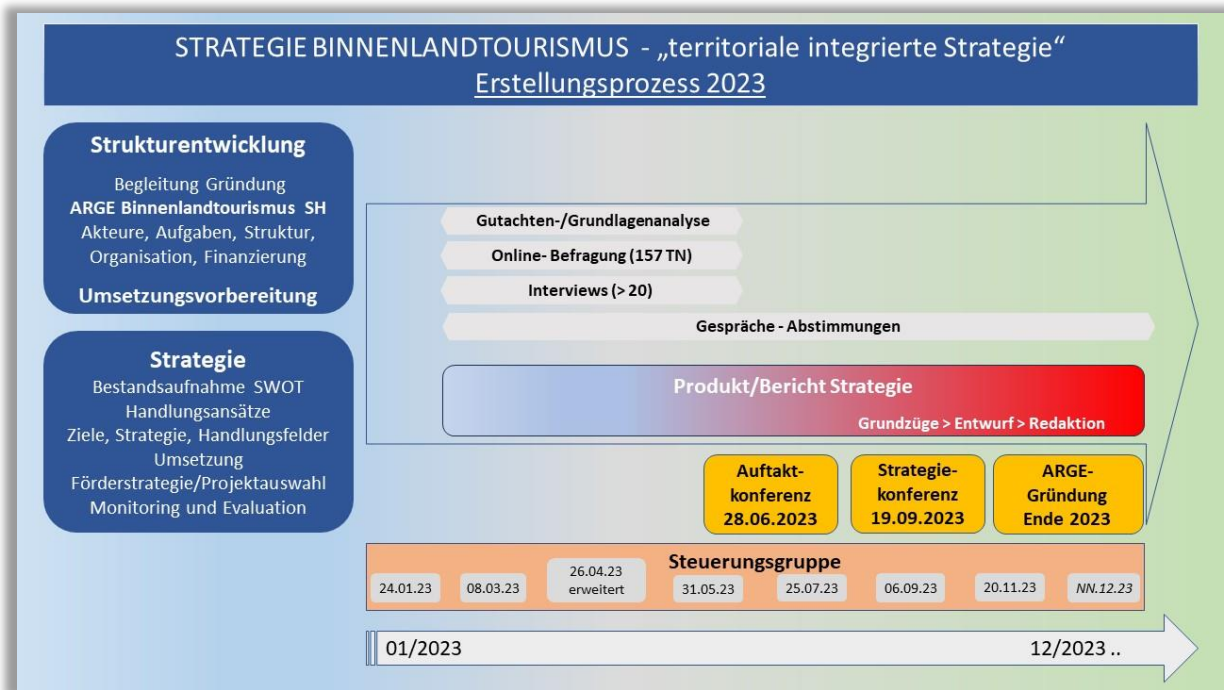 STRATEGIE BINNENLANDTOURISMUS - „territoriale integrierte Strategie“
Erstellungsprozess 2023
Strukturentwicklung
Begleitung Gründung
ARGE Binnenlandtourismus SH
Akteure, Aufgaben, Struktur,
Organisation, Finanzierung
Umsetzungsvorbereitung
Strategie
Bestandsaufnahme SWOT
Handlungsansätze
Ziele, Strategie, Handlungsfelder
Umsetzung
Förderstrategie/Projektauswahl
Monitoring und Evaluation
Gutachten-/Grundlagenanalyse
Online- Befragung (157 TN)
Interviews (> 20)
Gespräche - Abstimmungen
Produkt/Bericht Strategie
Grundzüge > Entwurf > Redaktion
Auftakt-
konferenz
28.06.2023
Strategie-
konferenz
19.09.2023
ARGE-
Gründung
Ende 2023
Steuerungsgruppe
24.01.23
08.03.23
26.04.23
erweitert
31.05.23
25.07.23
06.09.23
20.11.23
NN.12.23
01/2023
12/2023 ..